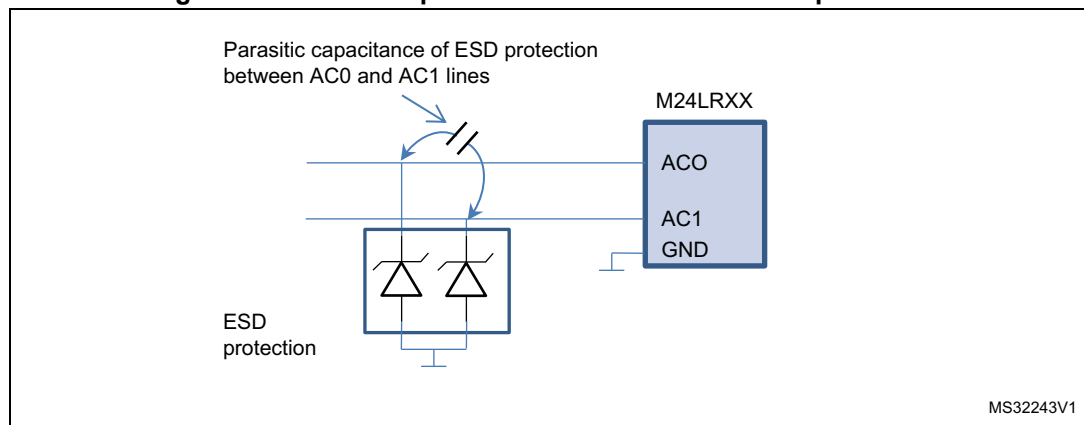 Parasitic capacitance of ESD protection
between AC0 and AC1 lines
M24LRXX
ACO
AC1
GND
ESD
protection
MS32243V1